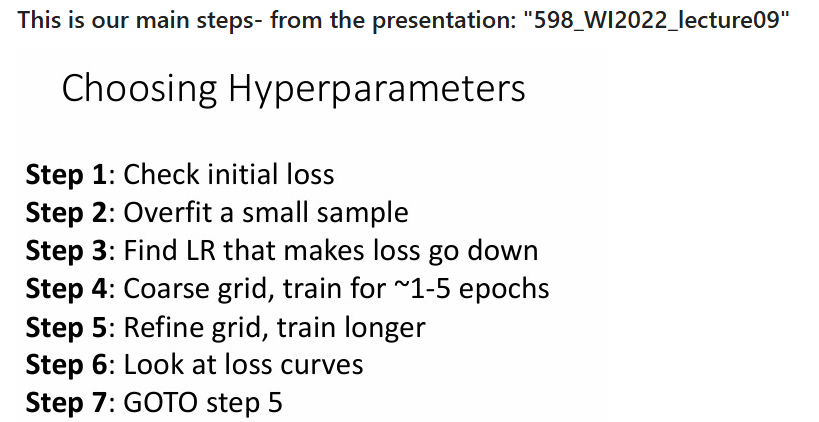 This is our main steps- from the presentation: "598_WI2022_lecture09"
Choosing Hyperparameters
Step 1: Check initial loss
Step 2: Overfit a small sample
Step 3: Find LR that makes loss go down
Step 4: Coarse grid, train for ~1-5 epochs
Step 5: Refine grid, train longer
Step 6: Look at loss curves
Step 7: GOTO step 5